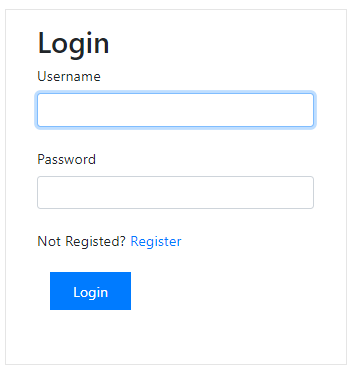 Login
Username
Password
Not Registed? Register
Login